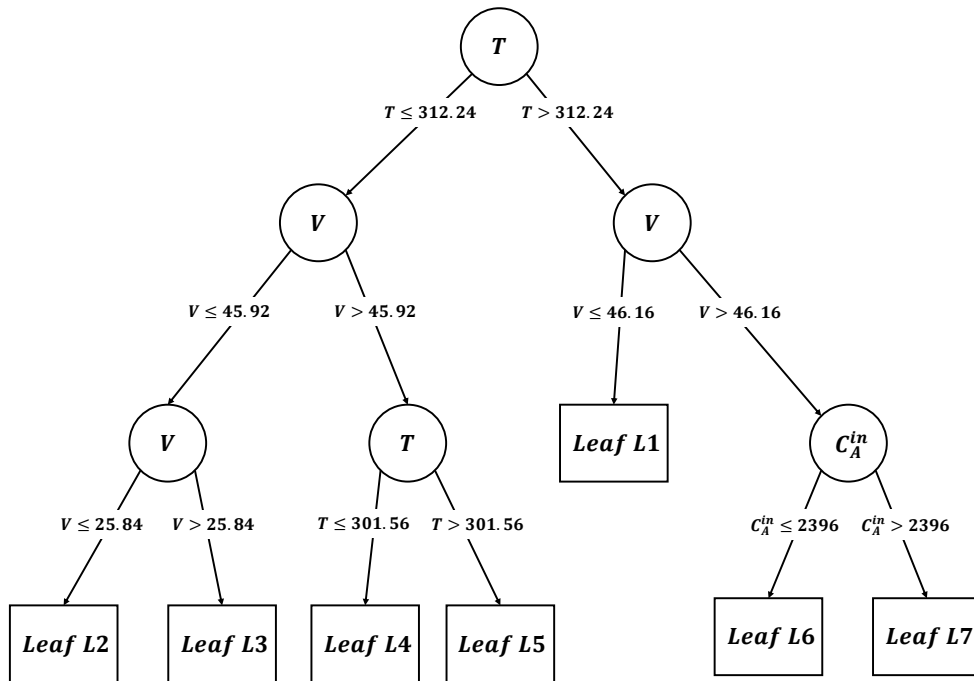 T
T ≤ 312.24 T > 312.24
V V
V ≤ 45.92 V > 45.92 V ≤ 46.16 V > 46.16
V T Leaf L1 C_A^{in}
V ≤ 25.84 V > 25.84 T ≤ 301.56 T > 301.56 C_A^{in} ≤ 2396 C_A^{in} > 2396
Leaf L2 Leaf L3 Leaf L4 Leaf L5 Leaf L6 Leaf L7